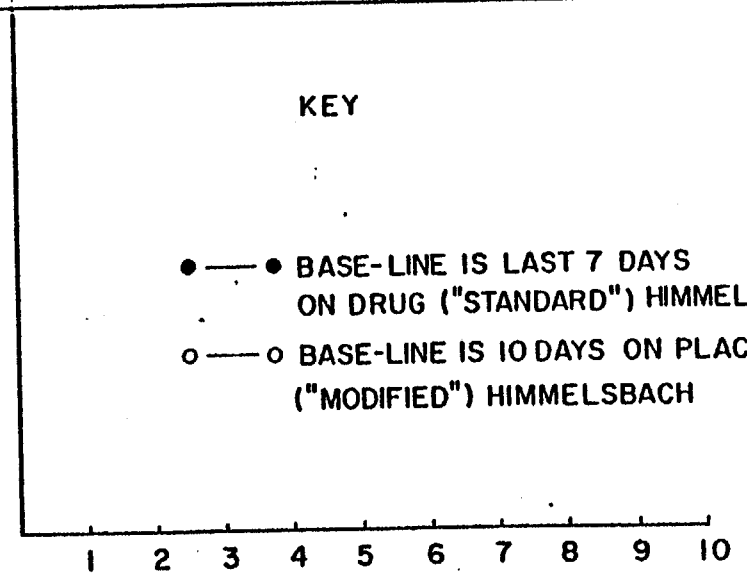 KEY
BASE-LINE IS LAST 7 DAYS
ON DRUG ("STANDARD") HIMMEL
BASE-LINE IS 10 DAYS ON PLAC
("MODIFIED") HIMMELSBACH
1 2 3 4 5 6 7 8 9 10